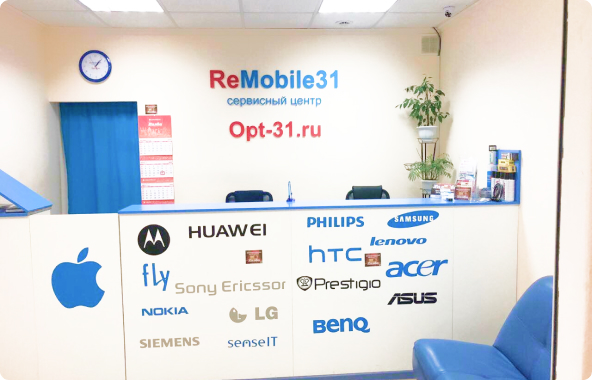 ReMobile31
сервисный центр
Opt-31.ru
HUAWEI
PHILIPS
SAMSUNG
lenovo
hTC
fly
acer
Sony Ericsson
Prestigio
ASUS
NOKIA
LG
BenQ
SIEMENS
senseIT